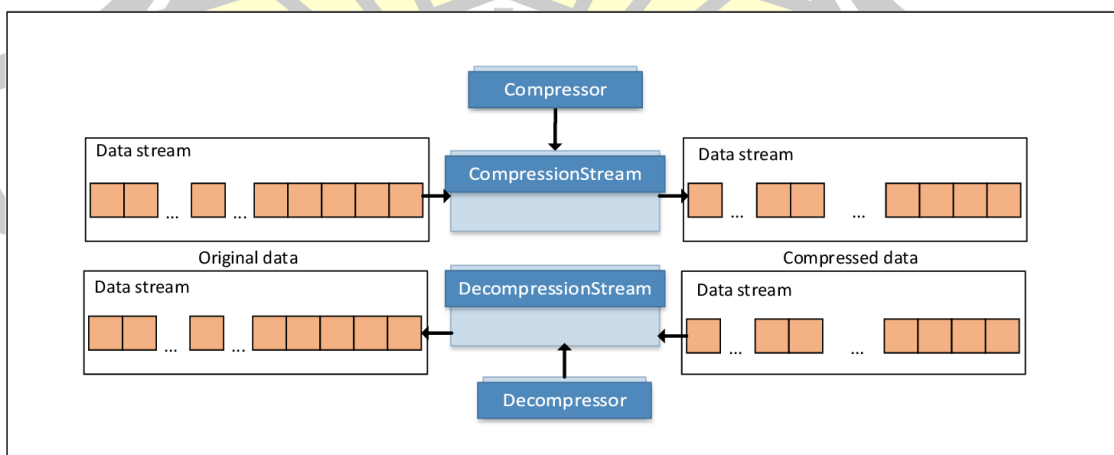 Compressor
Data stream
CompressionStream
Data stream
... ...
... ...
Original data
Compressed data
Data stream
DecompressionStream
Data stream
... ...
... ...
Decompressor